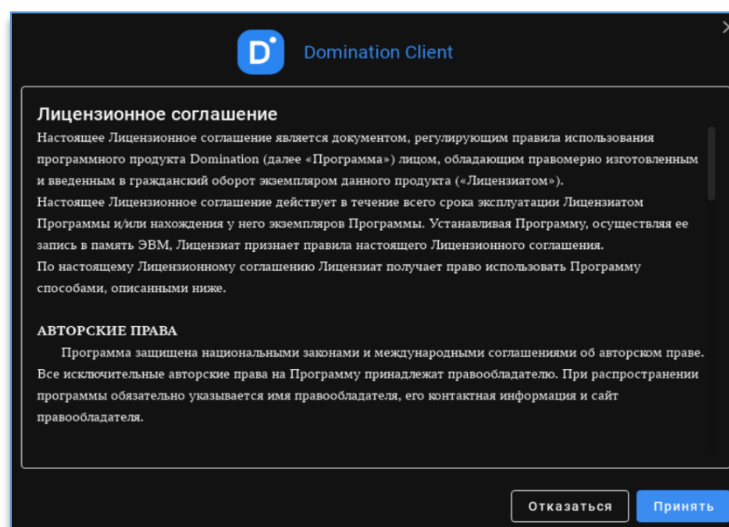 Domination Client
Лицензионное соглашение
Настоящее Лицензионное соглашение является документом, регулирующим правила использования
программного продукта Domination (далее «Программа») лицом, обладающим правомерно изготовленным
и введенным в гражданский оборот экземпляром данного продукта («Лицензиатом»).
Настоящее Лицензионное соглашение действует в течение всего срока эксплуатации Лицензиатом
Программы и/или нахождения у него экземпляров Программы. Устанавливая Программу, осуществляя ее
запись в память ЭВМ, Лицензиат признает правила настоящего Лицензионного соглашения.
По настоящему Лицензионному соглашению Лицензиат получает право использовать Программу
способами, описанными ниже.
АВТОРСКИЕ ПРАВА
Программа защищена национальными законами и международными соглашениями об авторском праве.
Все исключительные авторские права на Программу принадлежат правообладателю. При распространении
программы обязательно указывается имя правообладателя, его контактная информация и сайт
правообладателя.
Отказаться Принять